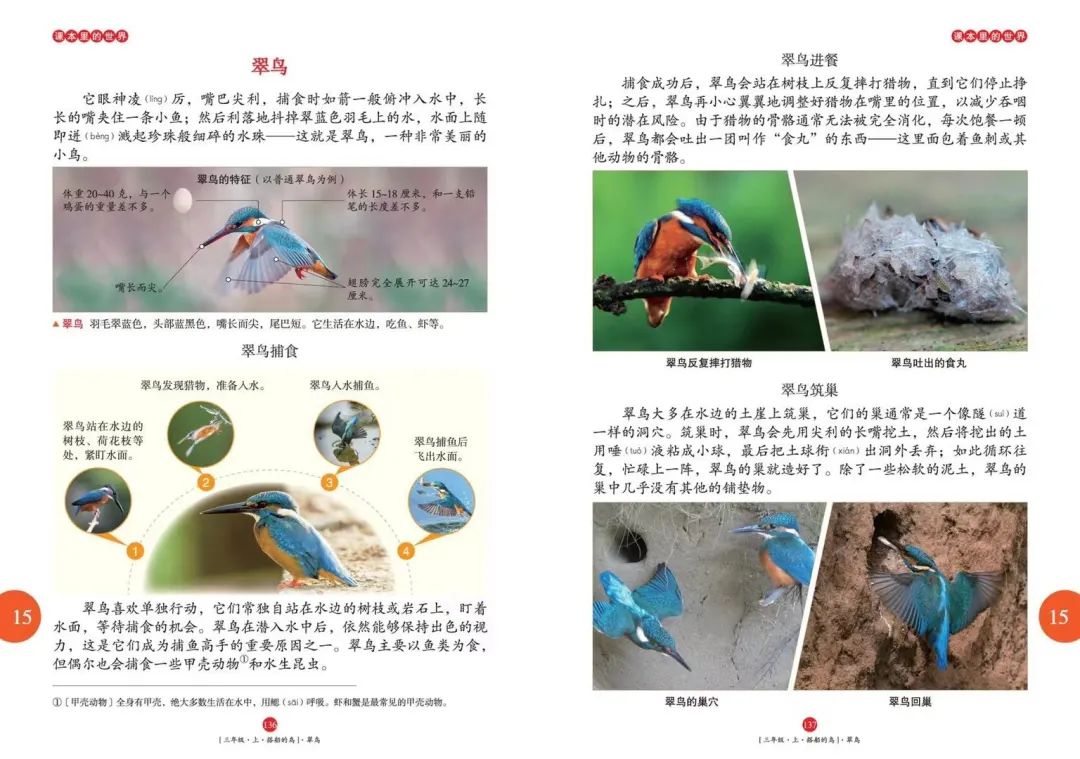 课本里的世界
翠鸟
它眼神凌（líng）厉，嘴巴尖利，捕食时如箭一般俯冲入水中，长
长的嘴夹住一条小鱼；然后利落地抖掉翠蓝色羽毛上的水，水面上随
即迸（bèng）溅起珍珠般细碎的水珠——这就是翠鸟，一种非常美丽的
小鸟。
翠鸟的特征（以普通翠鸟为例）
体重 20~40 克，与一个
鸡蛋的重量差不多。
体长 15~18 厘米，和一支铅
笔的长度差不多。
嘴长而尖。
翅膀完全展开可达 24~27
厘米。
▲翠鸟 羽毛翠蓝色，头部蓝黑色，嘴长而尖，尾巴短。它生活在水边，吃鱼、虾等。
翠鸟捕食
翠鸟站在水边的
树枝、荷花枝等
处，紧盯水面。
1
翠鸟发现猎物，准备入水。
2
翠鸟入水捕鱼。
3
翠鸟捕鱼后
飞出水面。
4
翠鸟喜欢单独行动，它们常独自站在水边的树枝或岩石上，盯着
水面，等待捕食的机会。翠鸟在潜入水中后，依然能够保持出色的视
力，这是它们成为捕鱼高手的重要原因之一。翠鸟主要以鱼类为食，
但偶尔也会捕食一些甲壳动物①和水生昆虫。
①［甲壳动物］全身有甲壳，绝大多数生活在水中，用鳃（sāi）呼吸。虾和蟹是最常见的甲壳动物。
15
136
［三年级·上·搭船的鸟］·翠鸟
课本里的世界
翠鸟进餐
捕食成功后，翠鸟会站在树枝上反复摔打猎物，直到它们停止挣
扎；之后，翠鸟再小心翼翼地调整好猎物在嘴里的位置，以减少吞咽
时的潜在风险。由于猎物的骨骼通常无法被完全消化，每次饱餐一顿
后，翠鸟都会吐出一团叫作“食丸”的东西——这里面包着鱼刺或其
他动物的骨骼。
翠鸟反复摔打猎物
翠鸟吐出的食丸
翠鸟筑巢
翠鸟大多在水边的土崖上筑巢，它们的巢通常是一个像隧（suì）道
一样的洞穴。筑巢时，翠鸟会先用尖利的长嘴挖土，然后将挖出的土
用唾（tuò）液粘成小球，最后把土球衔（xián）出洞外丢弃；如此循环往
复，忙碌上一阵，翠鸟的巢就造好了。除了一些松软的泥土，翠鸟的
巢中几乎没有其他的铺垫物。
翠鸟的巢穴
翠鸟回巢
15
137
［三年级·上·搭船的鸟］·翠鸟